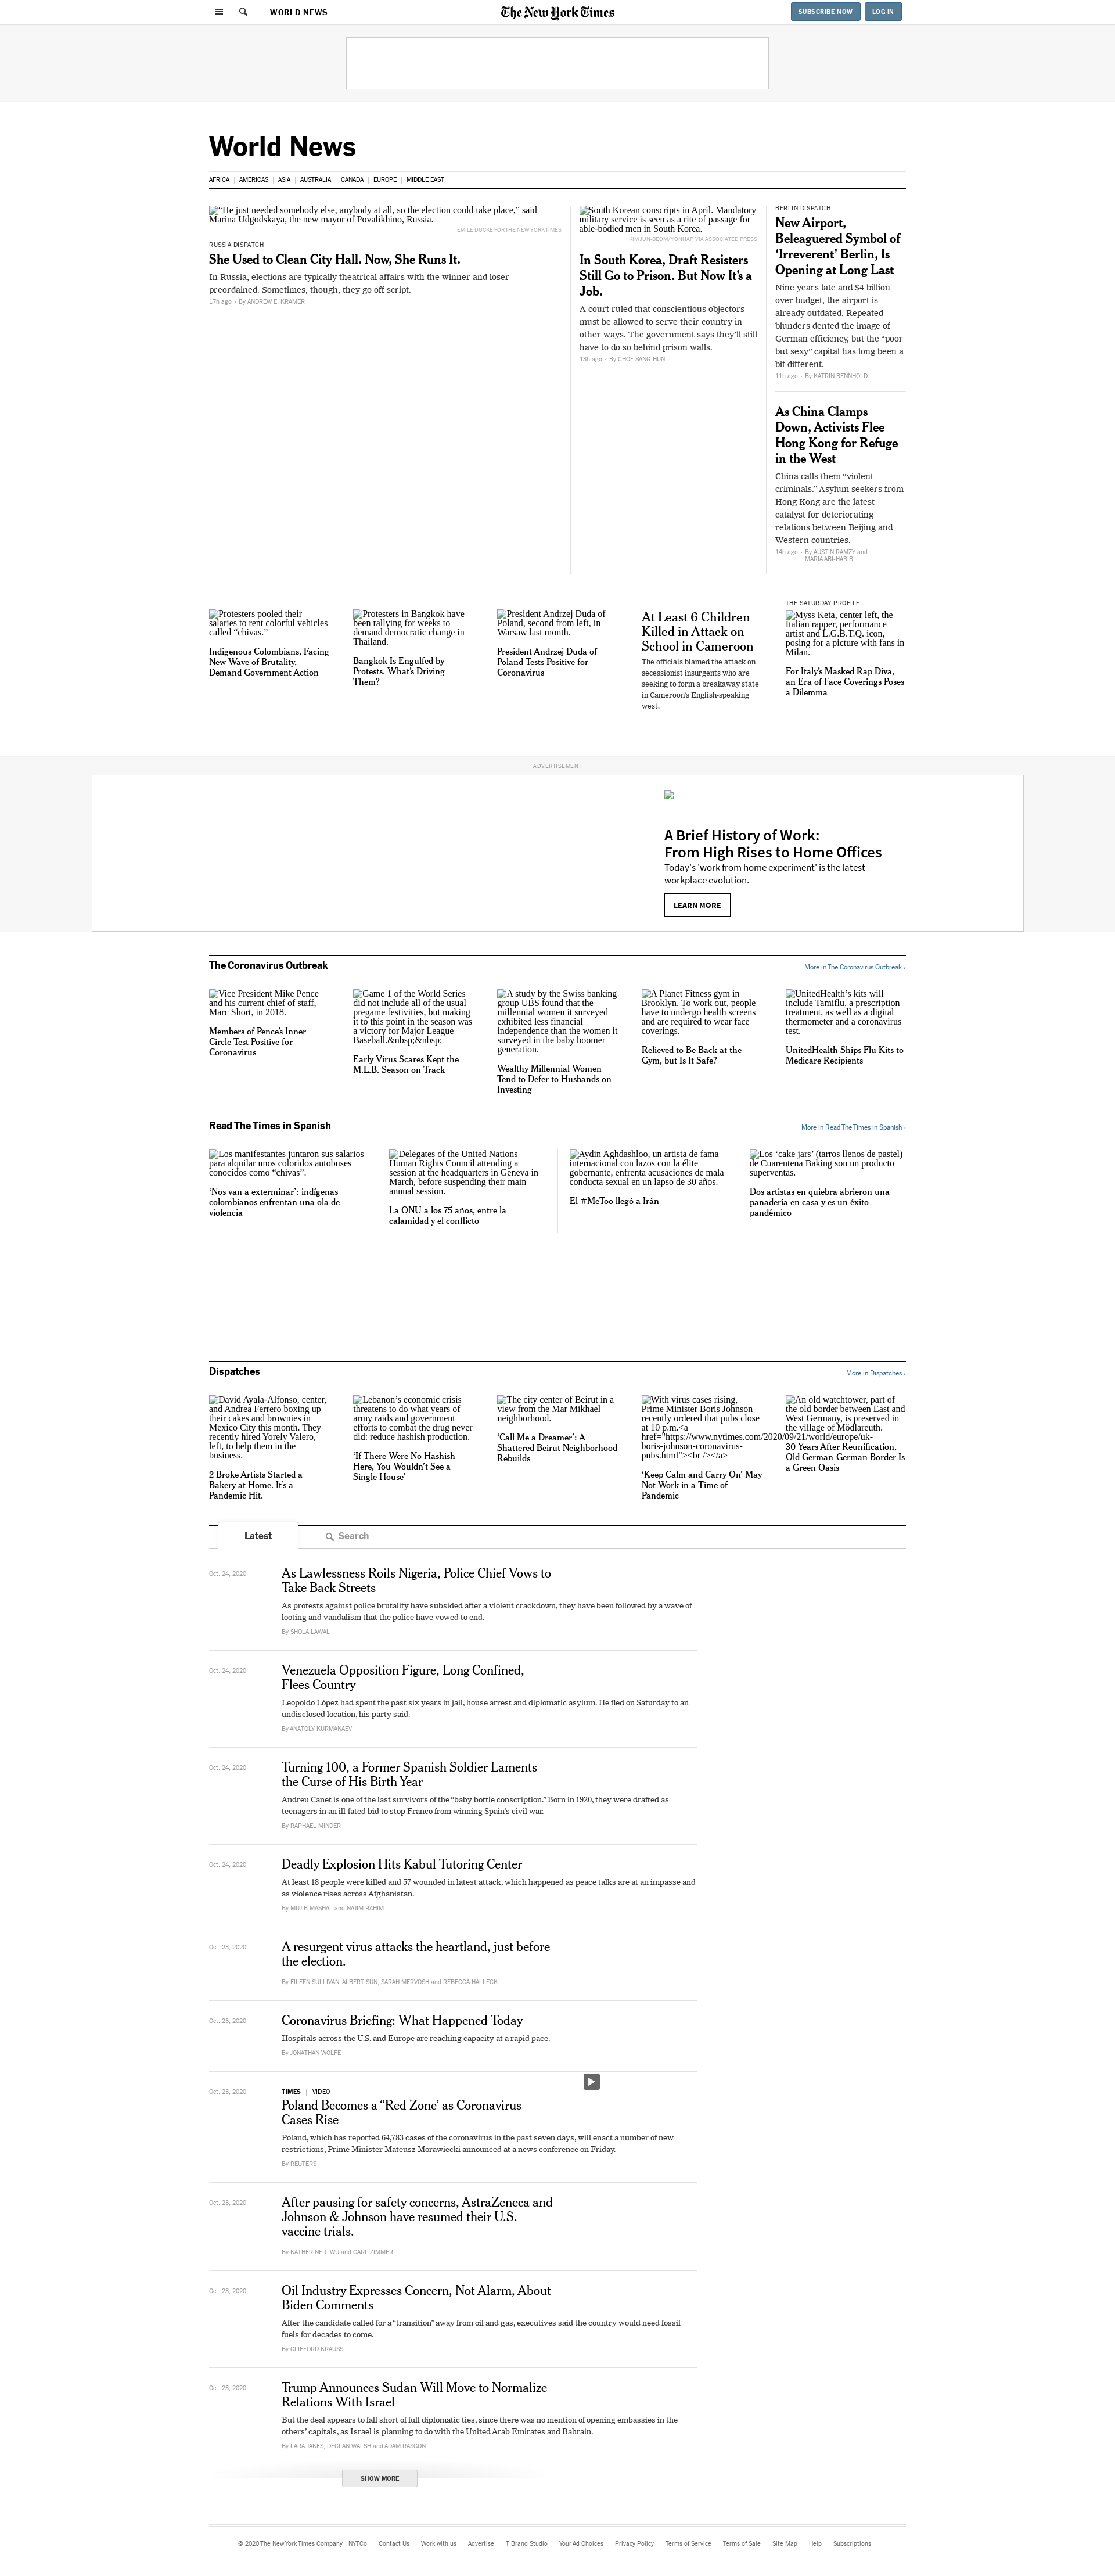 WORLD NEWS
The New York Times
SUBSCRIBE NOW
LOG IN
World News
AFRICA
AMERICAS
ASIA
AUSTRALIA
CANADA
EUROPE
MIDDLE EAST
“He just needed somebody else, anybody at all, so the election could take place,” said
Marina Udgodskaya, the new mayor of Povalikhino, Russia.
EMILE DUCKE FOR THE NEW YORK TIMES
RUSSIA DISPATCH
She Used to Clean City Hall. Now, She Runs It.
In Russia, elections are typically theatrical affairs with the winner and loser
preordained. Sometimes, though, they go off script.
17h ago • By ANDREW E. KRAMER
South Korean conscripts in April. Mandatory
military service is seen as a rite of passage for
able-bodied men in South Korea.
KIM JUN-BEOM/YONHAP, VIA ASSOCIATED PRESS
In South Korea, Draft Resisters
Still Go to Prison. But Now It’s a
Job.
A court ruled that conscientious objectors
must be allowed to serve their country in
other ways. The government says they’ll still
have to do so behind prison walls.
13h ago • By CHOE SANG-HUN
BERLIN DISPATCH
New Airport,
Beleaguered Symbol of
‘Irreverent’ Berlin, Is
Opening at Long Last
Nine years late and $4 billion
over budget, the airport is
already outdated. Repeated
blunders dented the image of
German efficiency, but the “poor
but sexy” capital has long been a
bit different.
11h ago • By KATRIN BENNHOLD
As China Clamps
Down, Activists Flee
Hong Kong for Refuge
in the West
China calls them “violent
criminals.” Asylum seekers from
Hong Kong are the latest
catalyst for deteriorating
relations between Beijing and
Western countries.
14h ago • By AUSTIN RAMZY and
MARIA ABI-HABIB
Protesters pooled their
salaries to rent colorful vehicles
called “chivas.”
Indigenous Colombians, Facing
New Wave of Brutality,
Demand Government Action
Protesters in Bangkok have
been rallying for weeks to
demand democratic change in
Thailand.
Bangkok Is Engulfed by
Protests. What’s Driving
Them?
President Andrzej Duda of
Poland, second from left, in
Warsaw last month.
President Andrzej Duda of
Poland Tests Positive for
Coronavirus
At Least 6 Children
Killed in Attack on
School in Cameroon
The officials blamed the attack on
secessionist insurgents who are
seeking to form a breakaway state
in Cameroon’s English-speaking
west.
THE SATURDAY PROFILE
Myss Keta, center left, the
Italian rapper, performance
artist and L.G.B.T.Q. icon,
posing for a picture with fans in
Milan.
For Italy’s Masked Rap Diva,
an Era of Face Coverings Poses
a Dilemma
ADVERTISEMENT
A Brief History of Work:
From High Rises to Home Offices
Today's 'work from home experiment' is the latest
workplace evolution.
LEARN MORE
The Coronavirus Outbreak
More in The Coronavirus Outbreak ›
Vice President Mike Pence
and his current chief of staff,
Marc Short, in 2018.
Members of Pence’s Inner
Circle Test Positive for
Coronavirus
Game 1 of the World Series
did not include all of the usual
pregame festivities, but making
it to this point in the season was
a victory for Major League
Baseball.&nbsp;&nbsp;
Early Virus Scares Kept the
M.L.B. Season on Track
A study by the Swiss banking
group UBS found that the
millennial women it surveyed
exhibited less financial
independence than the women it
surveyed in the baby boomer
generation.
Wealthy Millennial Women
Tend to Defer to Husbands on
Investing
A Planet Fitness gym in
Brooklyn. To work out, people
have to undergo health screens
and are required to wear face
coverings.
Relieved to Be Back at the
Gym, but Is It Safe?
UnitedHealth’s kits will
include Tamiflu, a prescription
treatment, as well as a digital
thermometer and a coronavirus
test.
UnitedHealth Ships Flu Kits to
Medicare Recipients
Read The Times in Spanish
More in Read The Times in Spanish ›
Los manifestantes juntaron sus salarios
para alquilar unos coloridos autobuses
conocidos como “chivas”.
‘Nos van a exterminar’: indígenas
colombianos enfrentan una ola de
violencia
Delegates of the United Nations
Human Rights Council attending a
session at the headquarters in Geneva in
March, before suspending their main
annual session.
La ONU a los 75 años, entre la
calamidad y el conflicto
Aydin Aghdashloo, un artista de fama
internacional con lazos con la élite
gobernante, enfrenta acusaciones de mala
conducta sexual en un lapso de 30 años.
El #MeToo llegó a Irán
Los ‘cake jars’ (tarros llenos de pastel)
de Cuarentena Baking son un producto
superventas.
Dos artistas en quiebra abrieron una
panadería en casa y es un éxito
pandémico
Dispatches
More in Dispatches ›
David Ayala-Alfonso, center,
and Andrea Ferrero boxing up
their cakes and brownies in
Mexico City this month. They
recently hired Yorely Valero,
left, to help them in the
business.
2 Broke Artists Started a
Bakery at Home. It’s a
Pandemic Hit.
Lebanon’s economic crisis
threatens to do what years of
army raids and government
efforts to combat the drug never
did: reduce hashish production.
‘If There Were No Hashish
Here, You Wouldn’t See a
Single House’
The city center of Beirut in a
view from the Mar Mikhael
neighborhood.
‘Call Me a Dreamer’: A
Shattered Beirut Neighborhood
Rebuilds
With virus cases rising,
Prime Minister Boris Johnson
recently ordered that pubs close
at 10 p.m.<a
href="https://www.nytimes.com/2020/09/21/world/europe/uk-
boris-johnson-coronavirus-
pubs.html"><br /></a>
‘Keep Calm and Carry On’ May
Not Work in a Time of
Pandemic
An old watchtower, part of
the old border between East and
West Germany, is preserved in
the village of Mödlareuth.
30 Years After Reunification,
Old German-German Border Is
a Green Oasis
Latest
Search
Oct. 24, 2020
As Lawlessness Roils Nigeria, Police Chief Vows to
Take Back Streets
As protests against police brutality have subsided after a violent crackdown, they have been followed by a wave of
looting and vandalism that the police have vowed to end.
By SHOLA LAWAL
Oct. 24, 2020
Venezuela Opposition Figure, Long Confined,
Flees Country
Leopoldo López had spent the past six years in jail, house arrest and diplomatic asylum. He fled on Saturday to an
undisclosed location, his party said.
By ANATOLY KURMANAEV
Oct. 24, 2020
Turning 100, a Former Spanish Soldier Laments
the Curse of His Birth Year
Andreu Canet is one of the last survivors of the “baby bottle conscription.” Born in 1920, they were drafted as
teenagers in an ill-fated bid to stop Franco from winning Spain’s civil war.
By RAPHAEL MINDER
Oct. 24, 2020
Deadly Explosion Hits Kabul Tutoring Center
At least 18 people were killed and 57 wounded in latest attack, which happened as peace talks are at an impasse and
as violence rises across Afghanistan.
By MUJIB MASHAL and NAJIM RAHIM
Oct. 23, 2020
A resurgent virus attacks the heartland, just before
the election.
By EILEEN SULLIVAN, ALBERT SUN, SARAH MERVOSH and REBECCA HALLECK
Oct. 23, 2020
Coronavirus Briefing: What Happened Today
Hospitals across the U.S. and Europe are reaching capacity at a rapid pace.
By JONATHAN WOLFE
Oct. 23, 2020
TIMES | VIDEO
Poland Becomes a “Red Zone’ as Coronavirus
Cases Rise
Poland, which has reported 64,783 cases of the coronavirus in the past seven days, will enact a number of new
restrictions, Prime Minister Mateusz Morawiecki announced at a news conference on Friday.
By REUTERS
Oct. 23, 2020
After pausing for safety concerns, AstraZeneca and
Johnson & Johnson have resumed their U.S.
vaccine trials.
By KATHERINE J. WU and CARL ZIMMER
Oct. 23, 2020
Oil Industry Expresses Concern, Not Alarm, About
Biden Comments
After the candidate called for a “transition” away from oil and gas, executives said the country would need fossil
fuels for decades to come.
By CLIFFORD KRAUSS
Oct. 23, 2020
Trump Announces Sudan Will Move to Normalize
Relations With Israel
But the deal appears to fall short of full diplomatic ties, since there was no mention of opening embassies in the
others’ capitals, as Israel is planning to do with the United Arab Emirates and Bahrain.
By LARA JAKES, DECLAN WALSH and ADAM RASGON
SHOW MORE
© 2020 The New York Times Company
NYTCo
Contact Us
Work with us
Advertise
T Brand Studio
Your Ad Choices
Privacy Policy
Terms of Service
Terms of Sale
Site Map
Help
Subscriptions